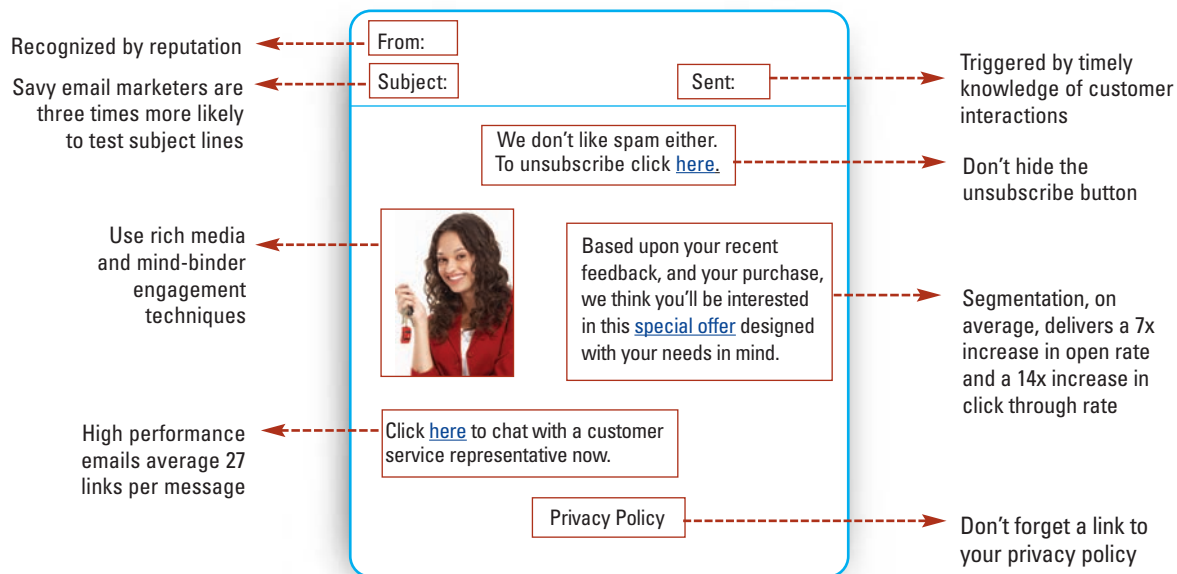 Recognized by reputation
From:
Savy email marketers are
three times more likely
to test subject lines
Subject:
Sent:
Triggered by timely
knowledge of customer
interactions
We don’t like spam either.
To unsubscribe click here.
Don’t hide the
unsubscribe button
Use rich media
and mind-binder
engagement
techniques
Based upon your recent
feedback, and your purchase,
we think you’ll be interested
in this special offer designed
with your needs in mind.
Segmentation, on
average, delivers a 7x
increase in open rate
and a 14x increase in
click through rate
High performance
emails average 27
links per message
Click here to chat with a customer
service representative now.
Privacy Policy
Don’t forget a link to
your privacy policy